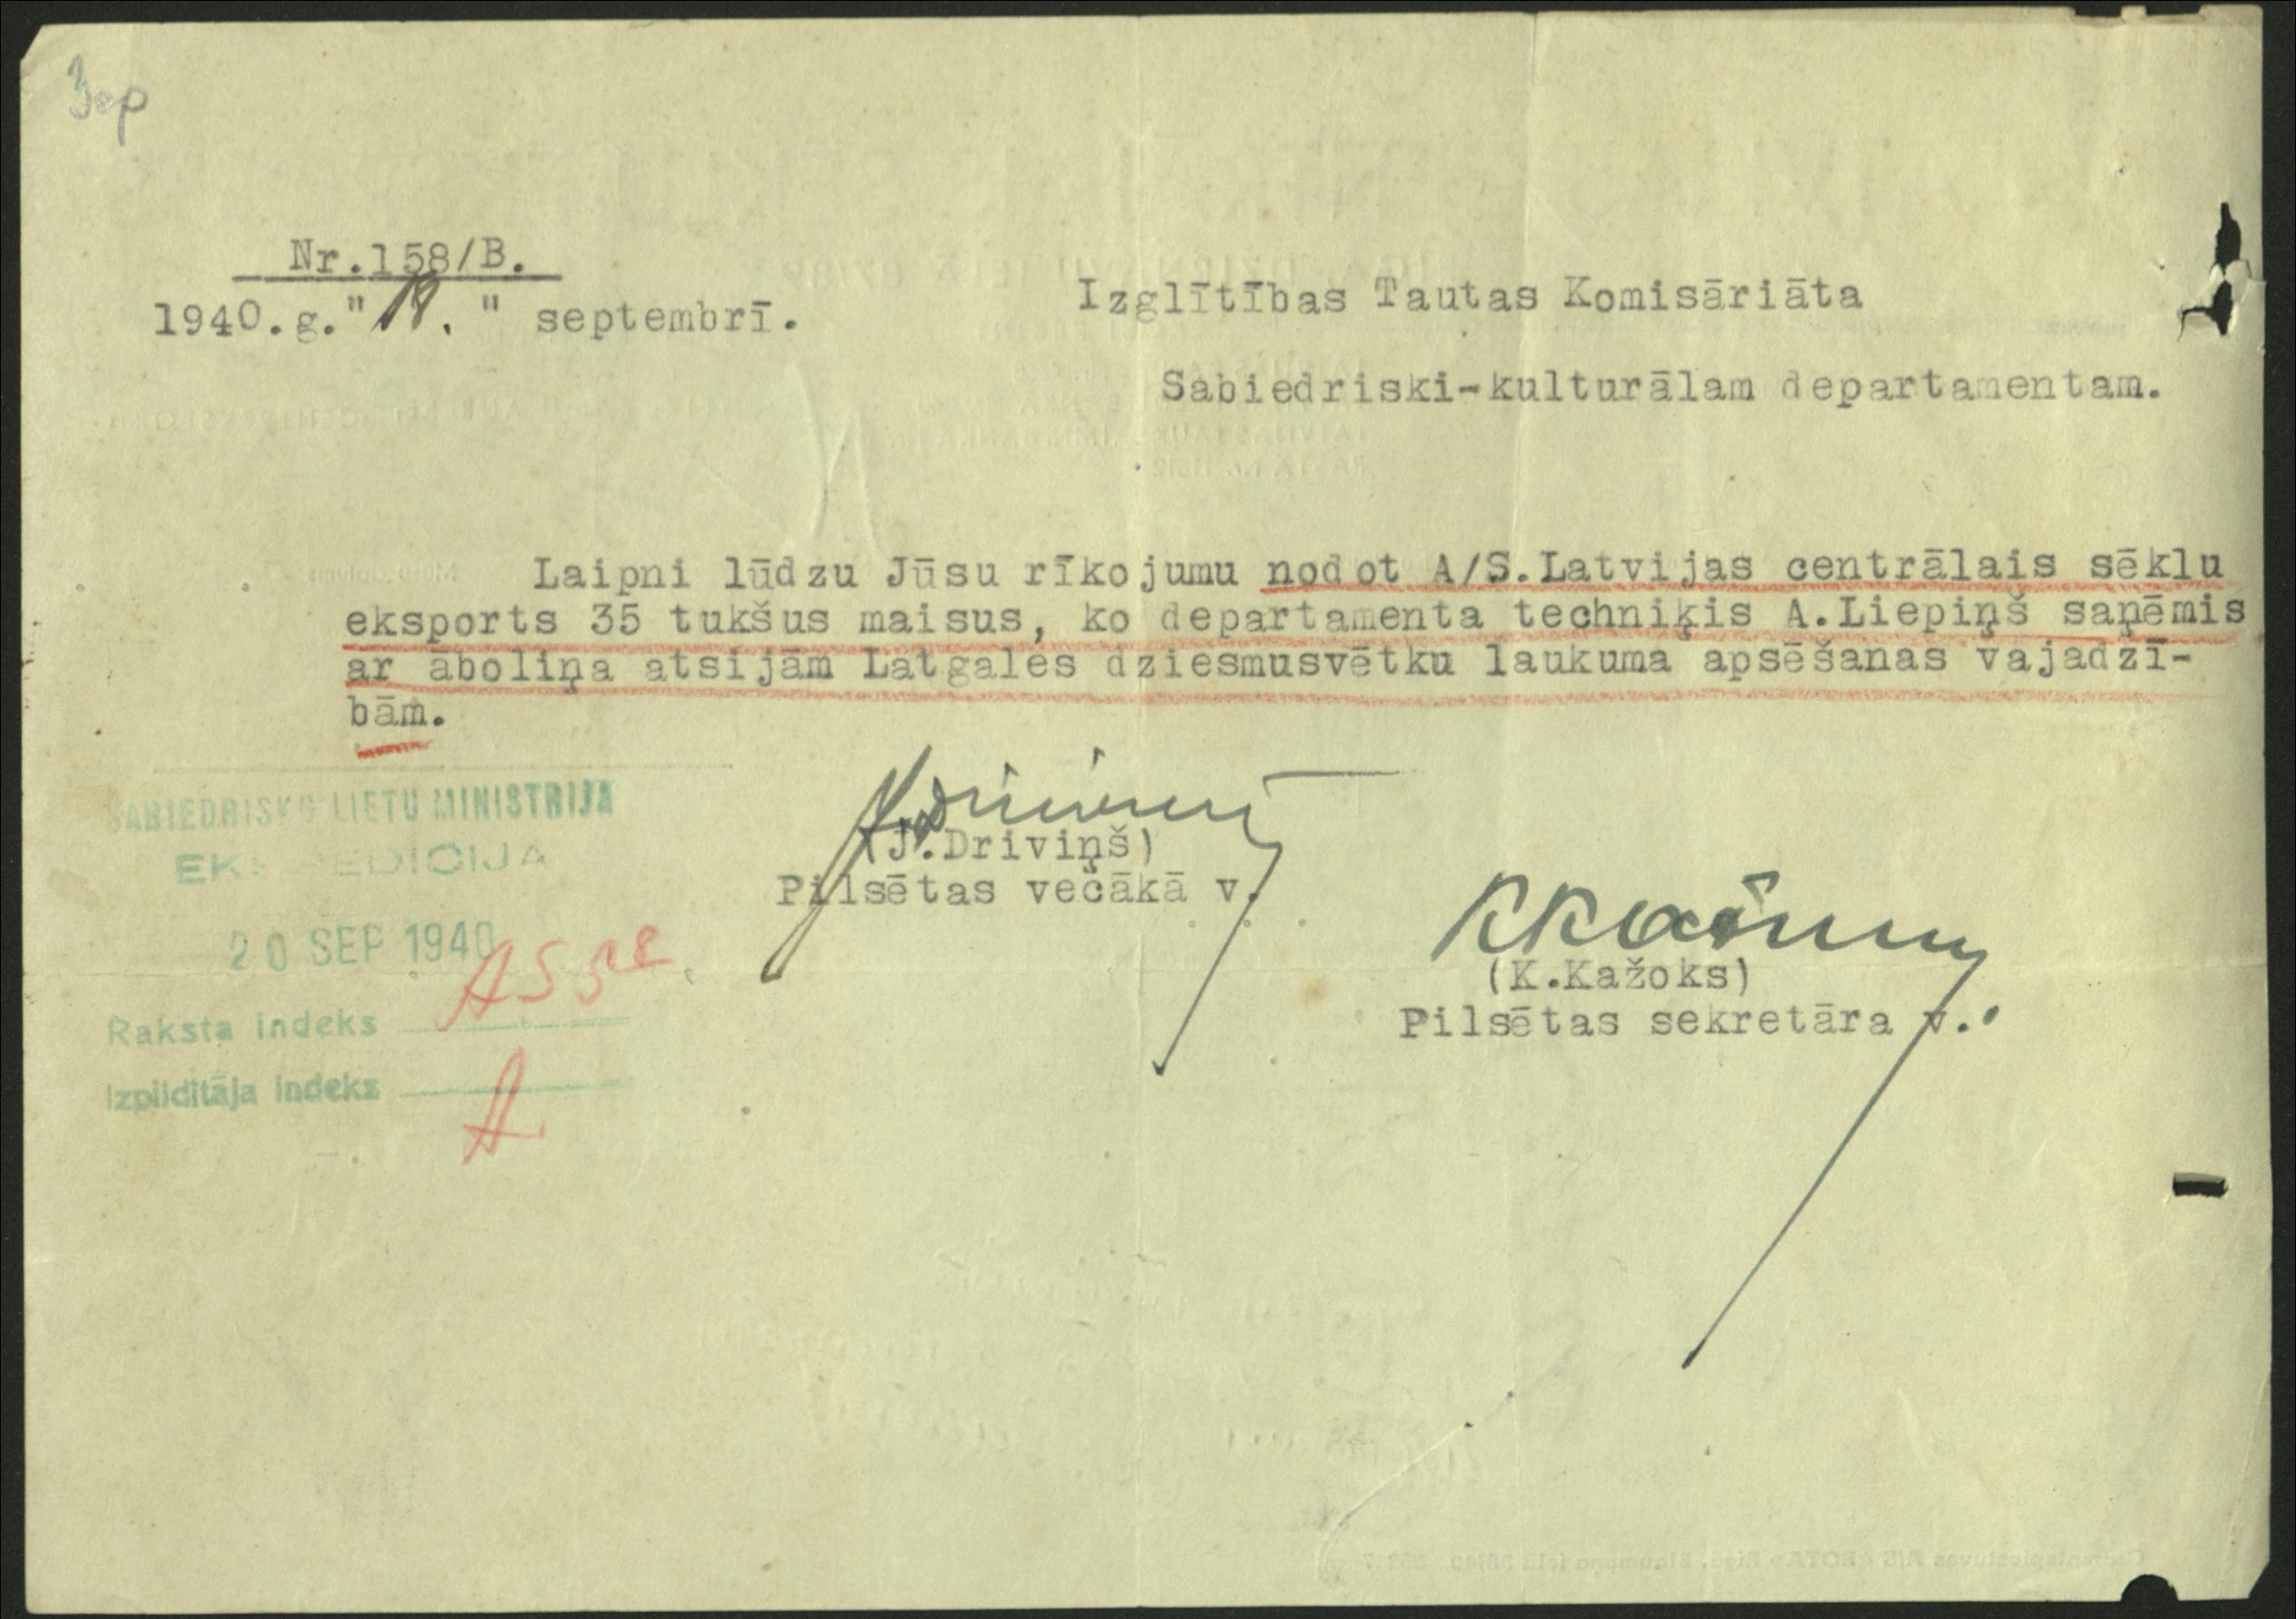 Nr.158/B.
1940.g."18." septembrī.
Izglītības Tautas Komisāriāta
Sabiedriski-kulturālam departamentam.
Laipni lūdzu Jūsu rīkojumu nodot A/S.Latvijas centrālais sēklu
eksports 35 tukšus maisus, ko departamenta techniķis A.Liepiņš saņēmis
ar āboliņa atsijām Latgales dziesmusvētku laukuma apsēšanas vajadzī-
bām.
SABIEDRISKO LIETU MINISTRIJA
EKSPEDICIJA
20 SEP 1940
Raksta indeks
Izpildītāja indeks A
(J.Driviņš)
Pilsētas vecākā v.
(K.Kažoks)
Pilsētas sekretāra v.